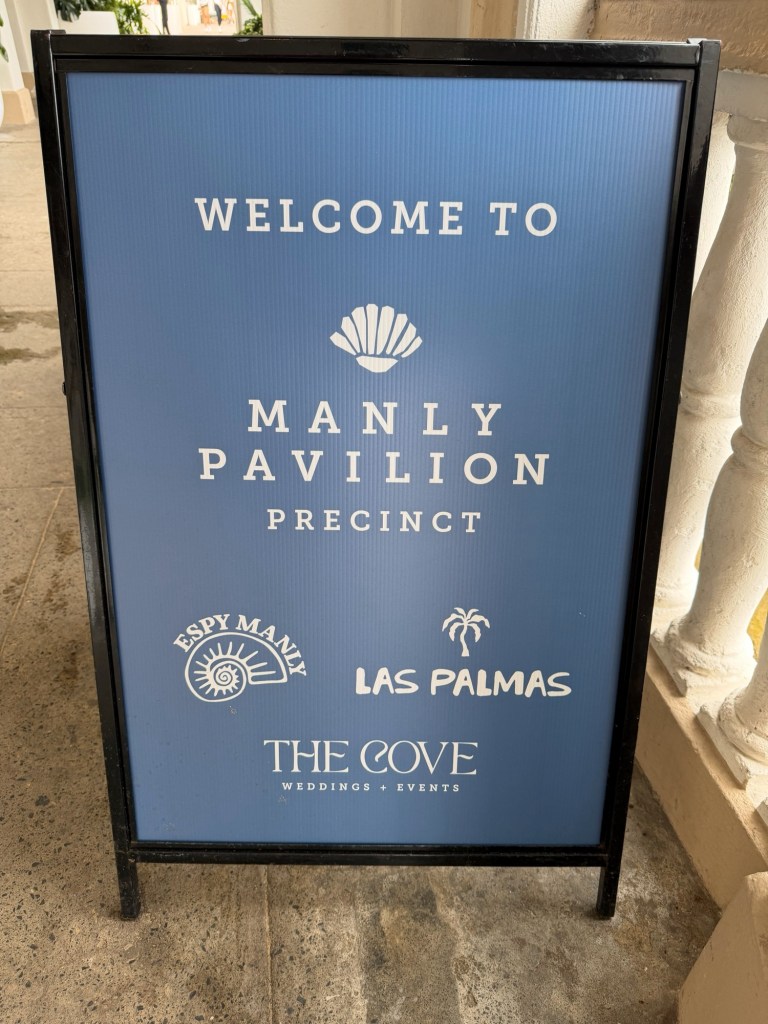 WELCOME TO
MANLY
PAVILION
PRECINCT
ESPY MANLY
LAS PALMAS
THE COVE
WEDDINGS + EVENTS